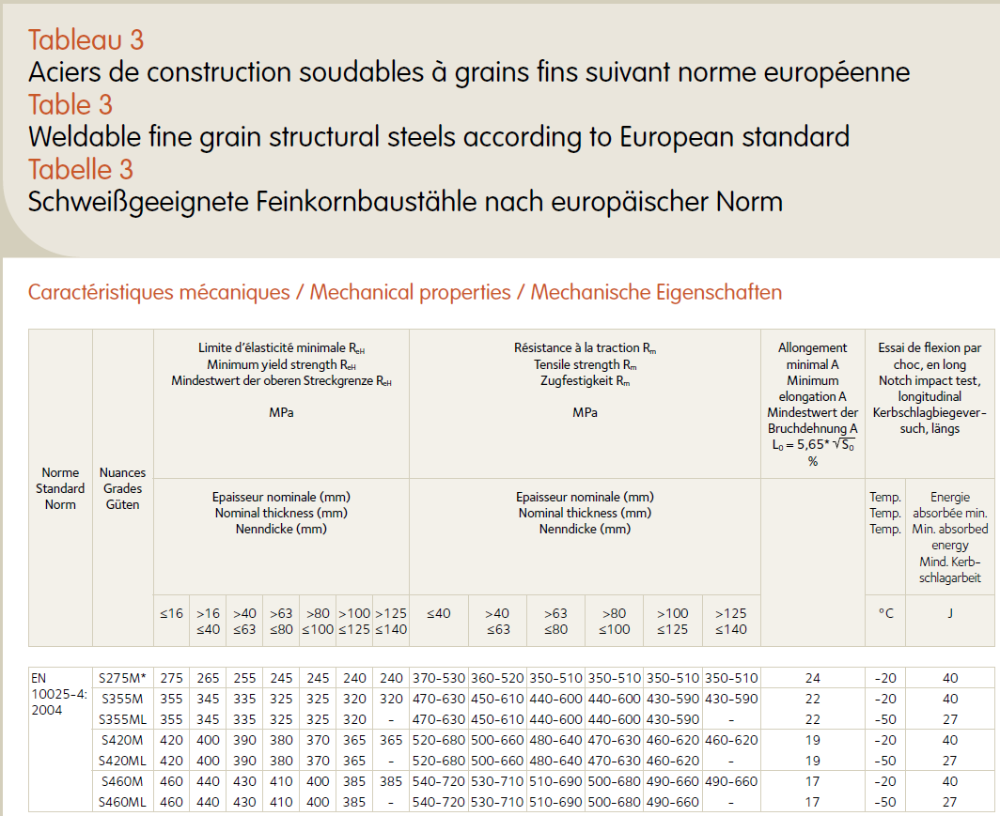 Tableau 3
Aciers de construction soudables à grains fins suivant norme européenne
Table 3
Weldable fine grain structural steels according to European standard
Tabelle 3
Schweißgeeignete Feinkornbaustähle nach europäischer Norm
Caractéristiques mécaniques / Mechanical properties / Mechanische Eigenschaften
Norme
Standard
Norm
Nuances
Grades
Güten
Limite d'élasticité minimale ReH
Minimum yield strength ReH
Mindestwert der oberen Streckgrenze ReH
MPa
Résistance à la traction Rm
Tensile strength Rm
Zugfestigkeit Rm
MPa
Allongement
minimal A
Minimum
elongation A
Mindestwert der
Bruchdehnung A
L₀ = 5,65* √S₀
%
Essai de flexion par
choc, en long
Notch impact test,
longitudinal
Kerbschlagbiegever-
such, längs
Epaisseur nominale (mm)
Nominal thickness (mm)
Nenndicke (mm)
Epaisseur nominale (mm)
Nominal thickness (mm)
Nenndicke (mm)
Temp.
Temp.
Temp.
Energie
absorbée min.
Min. absorbed
energy
Mind. Kerb-
schlagarbeit
≤16 >16 >40 >63 >80 >100 >125 ≤40 >40 >63 >80 >100 >125 °C J
≤40 ≤63 ≤80 ≤100 ≤125 ≤140 ≤63 ≤80 ≤100 ≤125 ≤140
EN
10025-4:
2004
S275M* 275 265 255 245 245 240 240 370-530 360-520 350-510 350-510 350-510 350-510 24 -20 40
S355M 355 345 335 325 325 320 320 470-630 450-610 440-600 440-600 430-590 430-590 22 -20 40
S355ML 355 345 335 325 325 320 - 470-630 450-610 440-600 440-600 430-590 - 22 -50 27
S420M 420 400 390 380 370 365 365 520-680 500-660 480-640 470-630 460-620 460-620 19 -20 40
S420ML 420 400 390 380 370 365 - 520-680 500-660 480-640 470-630 460-620 - 19 -50 27
S460M 460 440 430 410 400 385 385 540-720 530-710 510-690 500-680 490-660 490-660 17 -20 40
S460ML 460 440 430 410 400 385 - 540-720 530-710 510-690 500-680 490-660 - 17 -50 27